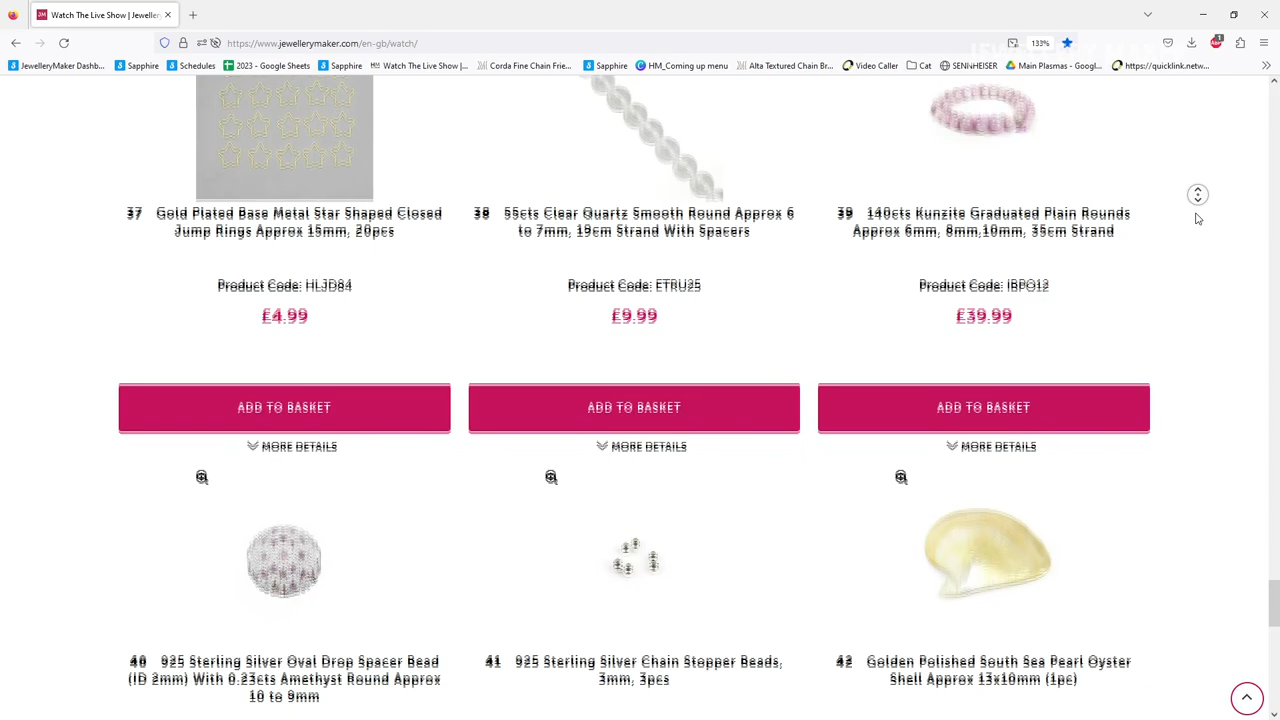 Watch The Live Show | Jeweller
https://www.jewellerymaker.com/en-gb/watch/
133%
JewelleryMaker Dashb...
Sapphire
Schedules
2023 - Google Sheets
Sapphire
Watch The Live Show |...
Corda Fine Chain Frie...
Sapphire
HM_Coming up menu
Alta Textured Chain Br...
Video Caller
Cat
SENNHEISER
Main Plasmas - Googl...
https://quicklink.netw...
37 Gold Plated Base Metal Star Shaped Closed
Jump Rings Approx 15mm, 20pcs
Product Code: HLJD84
£4.99
ADD TO BASKET
MORE DETAILS
38 55cts Clear Quartz Smooth Round Approx 6
to 7mm, 19cm Strand With Spacers
Product Code: ETRU25
£9.99
ADD TO BASKET
MORE DETAILS
39 140cts Kunzite Graduated Plain Rounds
Approx 6mm, 8mm,10mm, 35cm Strand
Product Code: IBPO12
£39.99
ADD TO BASKET
MORE DETAILS
40 925 Sterling Silver Oval Drop Spacer Bead
(ID 2mm) With 0.23cts Amethyst Round Approx
10 to 9mm
41 925 Sterling Silver Chain Stopper Beads,
3mm, 3pcs
42 Golden Polished South Sea Pearl Oyster
Shell Approx 13x10mm (1pc)